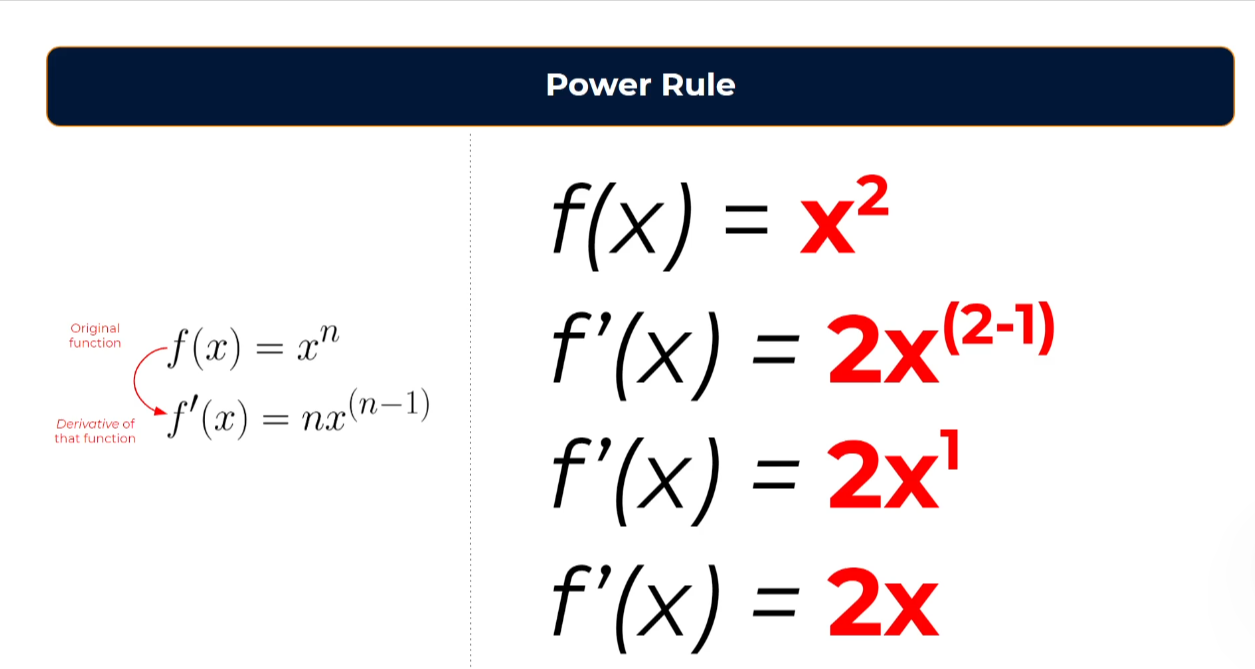 Power Rule
Original
function
f(x) = xⁿ
Derivative of
that function
f′(x) = nx⁽ⁿ⁻¹⁾
f(x) = x²
f’(x) = 2x⁽²⁻¹⁾
f’(x) = 2x¹
f’(x) = 2x